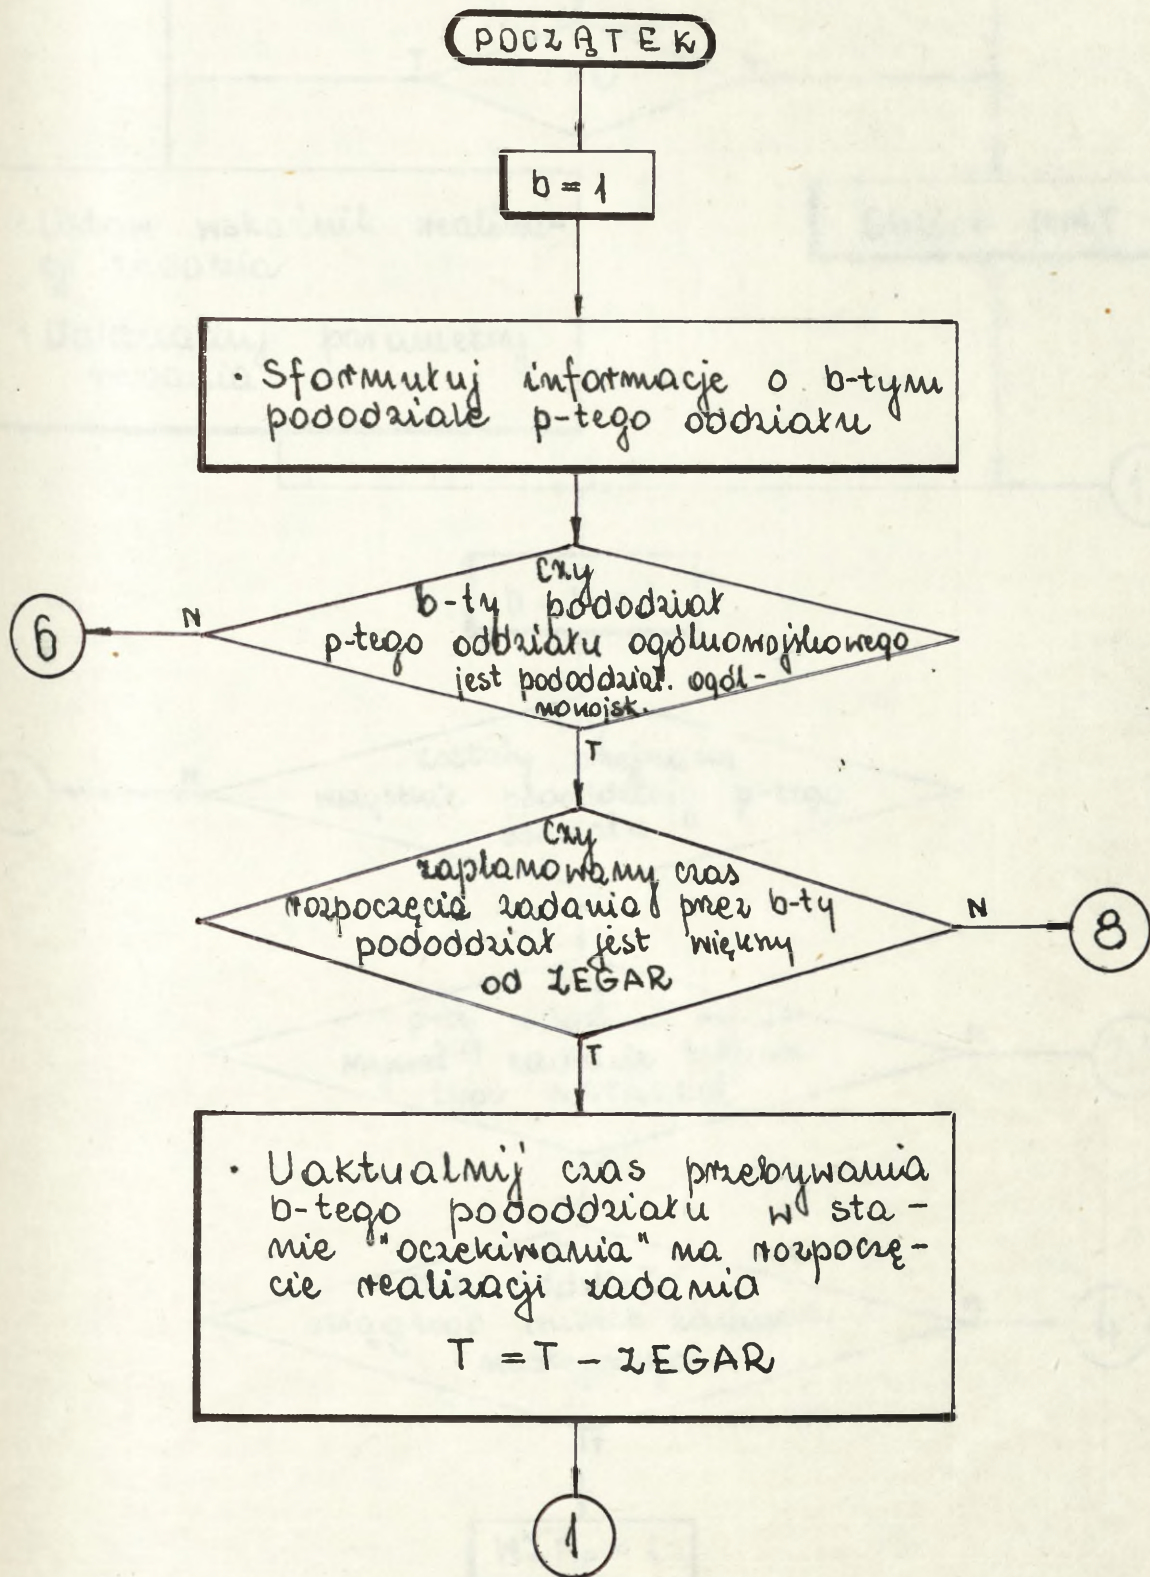 POCZĄTEK
b = 1
• Sformułuj informacje o b-tym
pododziale p-tego oddziału
czy
b-ty pododział
p-tego oddziału ogólnowojskowego
jest pododdział. ogól-
nowojsk.
N
6
T
czy
zaplanowany czas
rozpoczęcia zadania przez b-ty
pododdział jest większy
od ZEGAR
N
8
T
• Uaktualnij czas przebywania
b-tego pododdziału w sta-
nie "oczekiwania" na rozpoczę-
cie realizacji zadania
T = T - ZEGAR
1